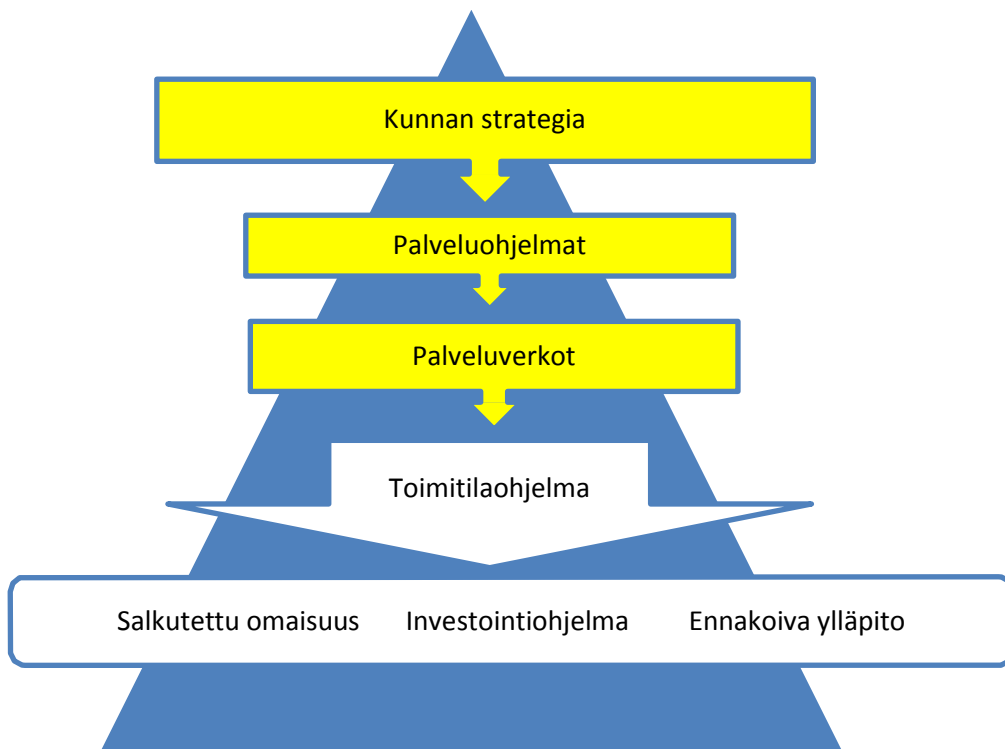 Kunnan strategia
Palveluohjelmat
Palveluverkot
Toimitilaohjelma
Salkutettu omaisuus Investointiohjelma Ennakoiva ylläpito